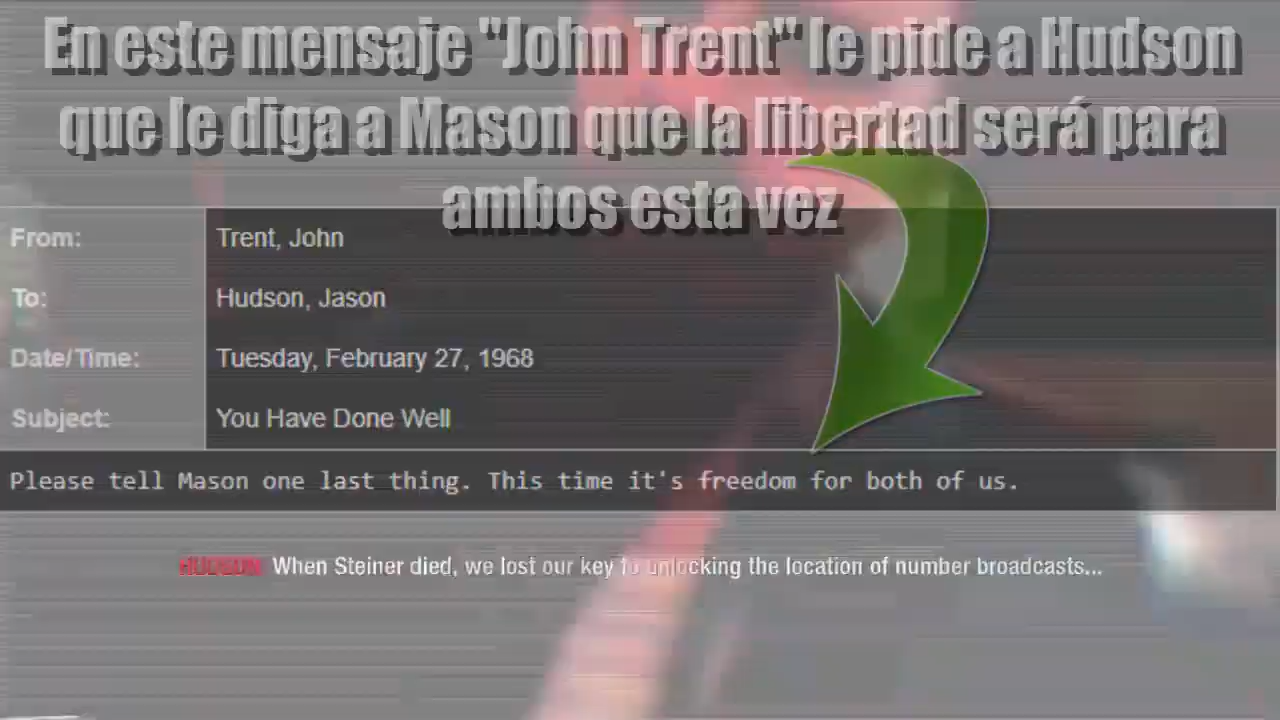 En este mensaje "John Trent" le pide a Hudson
que le diga a Mason que la libertad será para
ambos esta vez
From: Trent, John
To: Hudson, Jason
Date/Time: Tuesday, February 27, 1968
Subject: You Have Done Well
Please tell Mason one last thing. This time it's freedom for both of us.
HUDSON When Steiner died, we lost our key to unlocking the location of number broadcasts...